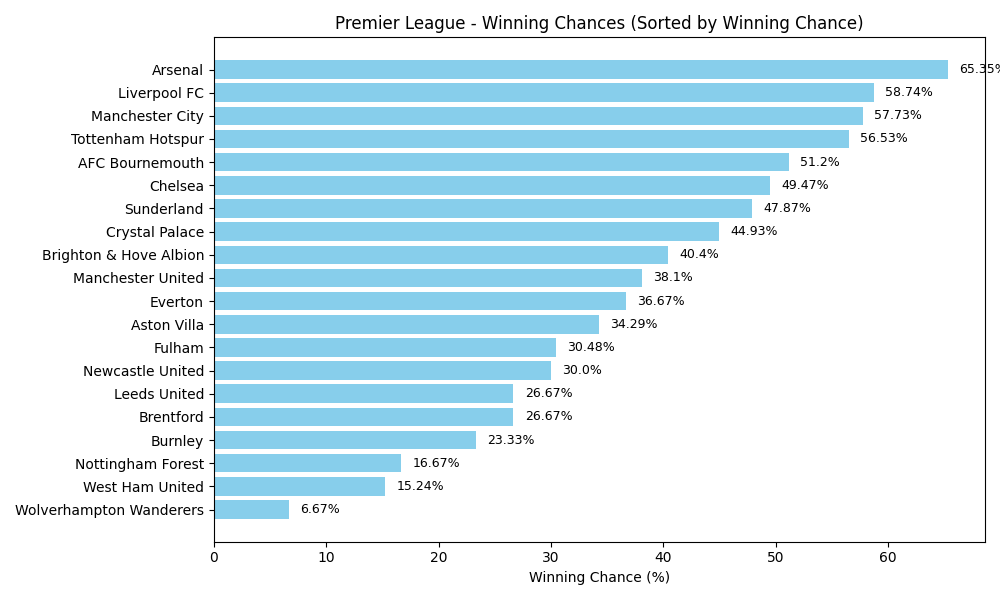 Premier League - Winning Chances (Sorted by Winning Chance)
Arsenal 65.35%
Liverpool FC 58.74%
Manchester City 57.73%
Tottenham Hotspur 56.53%
AFC Bournemouth 51.2%
Chelsea 49.47%
Sunderland 47.87%
Crystal Palace 44.93%
Brighton & Hove Albion 40.4%
Manchester United 38.1%
Everton 36.67%
Aston Villa 34.29%
Fulham 30.48%
Newcastle United 30.0%
Leeds United 26.67%
Brentford 26.67%
Burnley 23.33%
Nottingham Forest 16.67%
West Ham United 15.24%
Wolverhampton Wanderers 6.67%
0 10 20 30 40 50 60
Winning Chance (%)